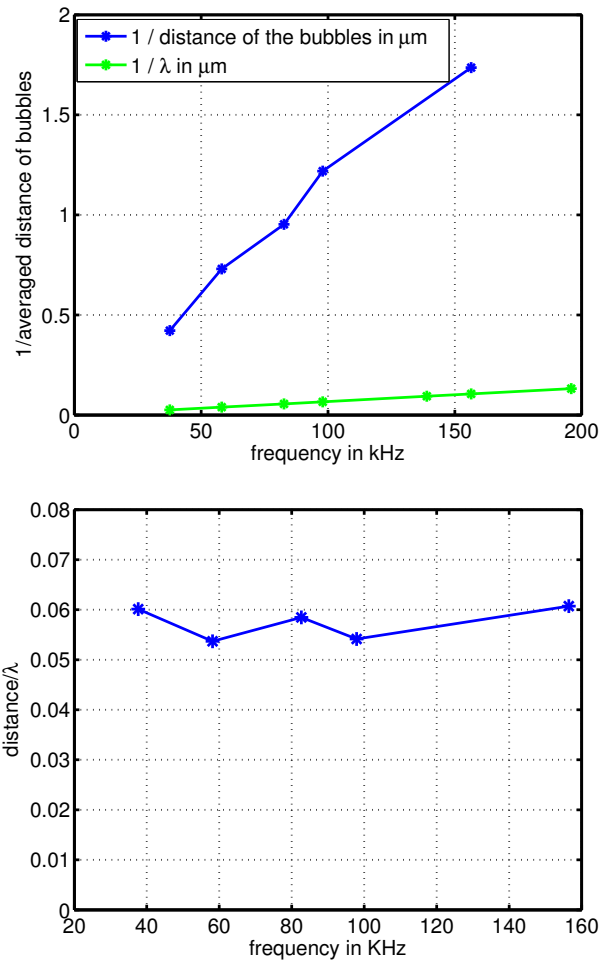 2
1 / distance of the bubbles in μm
1 / λ in μm
1.5
1
0.5
0
1/averaged distance of bubbles
0 50 100 150 200
frequency in kHz
0.08
0.07
0.06
0.05
0.04
0.03
0.02
0.01
0
distance/λ
20 40 60 80 100 120 140 160
frequency in KHz